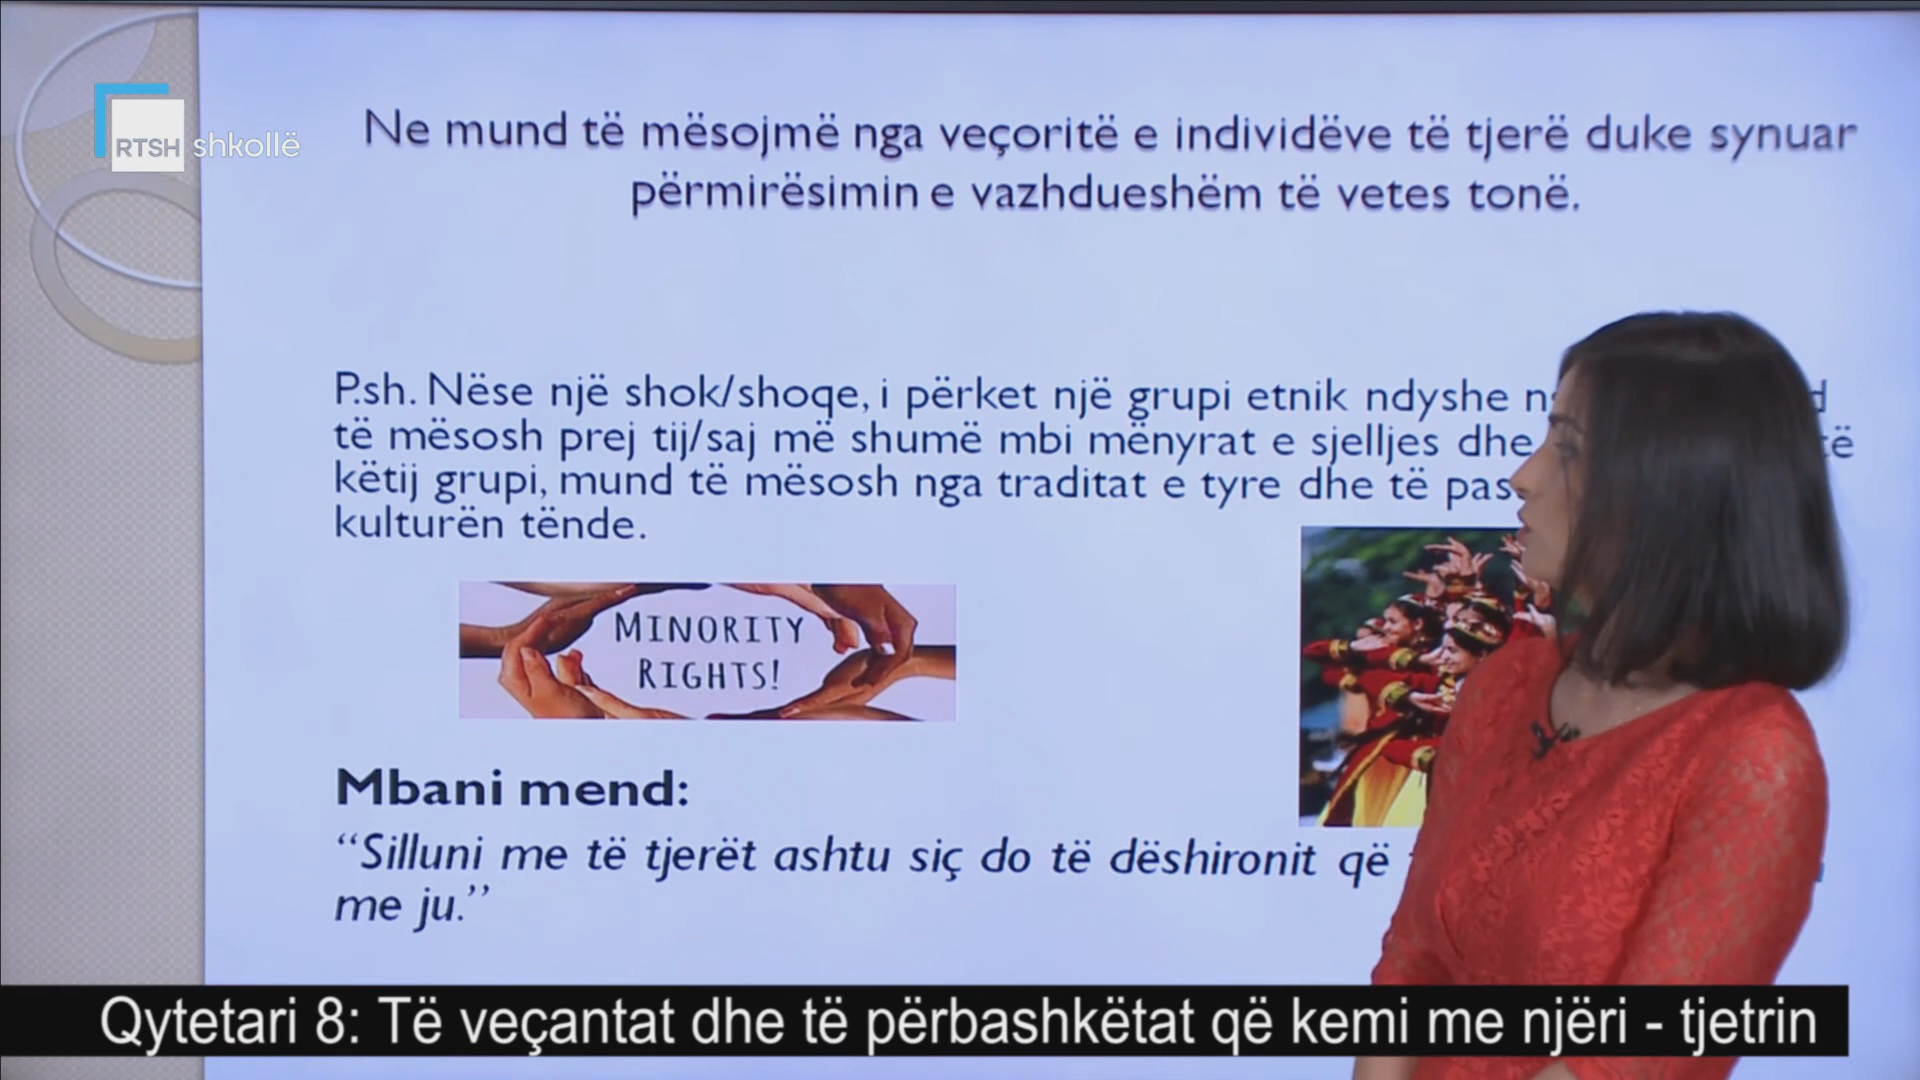 RTSH shkollë
Ne mund të mësojmë nga veçoritë e individëve të tjerë duke synuar
përmirësimin e vazhdueshëm të vetes tonë.
P.sh. Nëse një shok/shoqe, i përket një grupi etnik ndyshe
të mësosh prej tij/saj më shumë mbi mënyrat e sjelljes dhe
këtij grupi, mund të mësosh nga traditat e tyre dhe të
kulturën tënde.
MINORITY
RIGHTS!
Mbani mend:
“Silluni me të tjerët ashtu siç do të dëshironit që
me ju.”
Qytetari 8: Të veçantat dhe të përbashkëtat që kemi me njëri - tjetrin